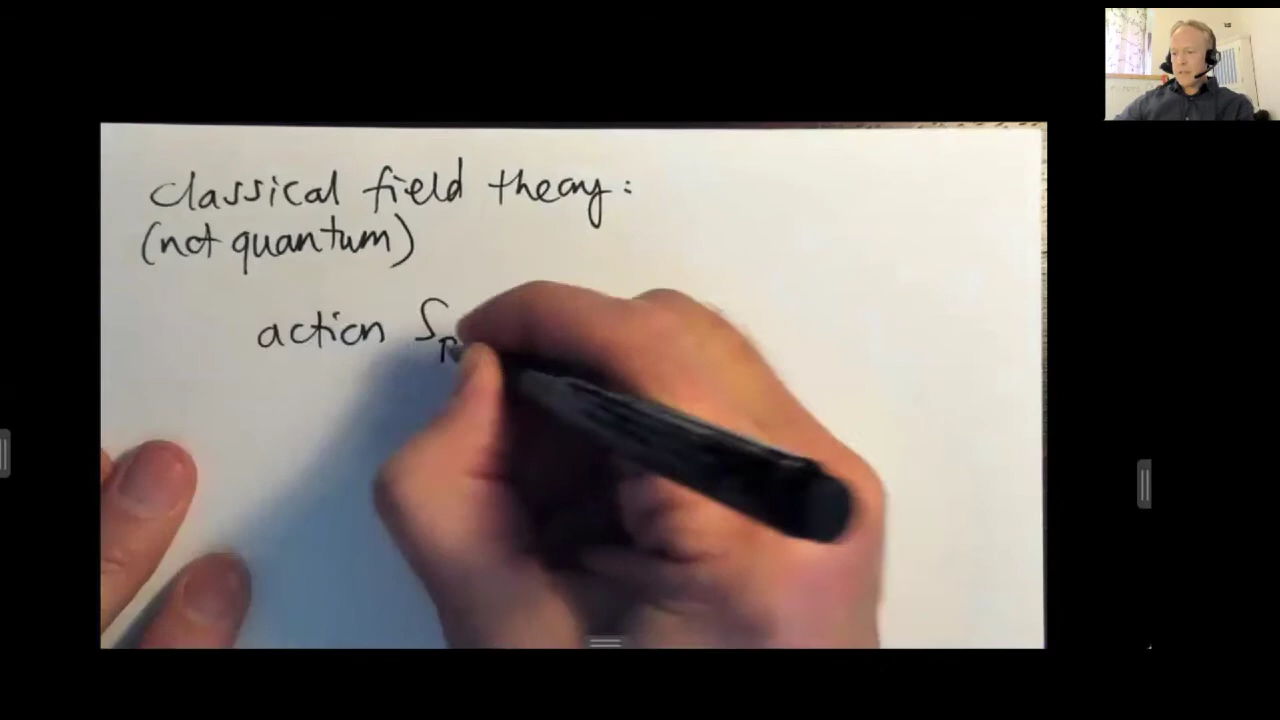 classical field theory:
(not quantum)
action S